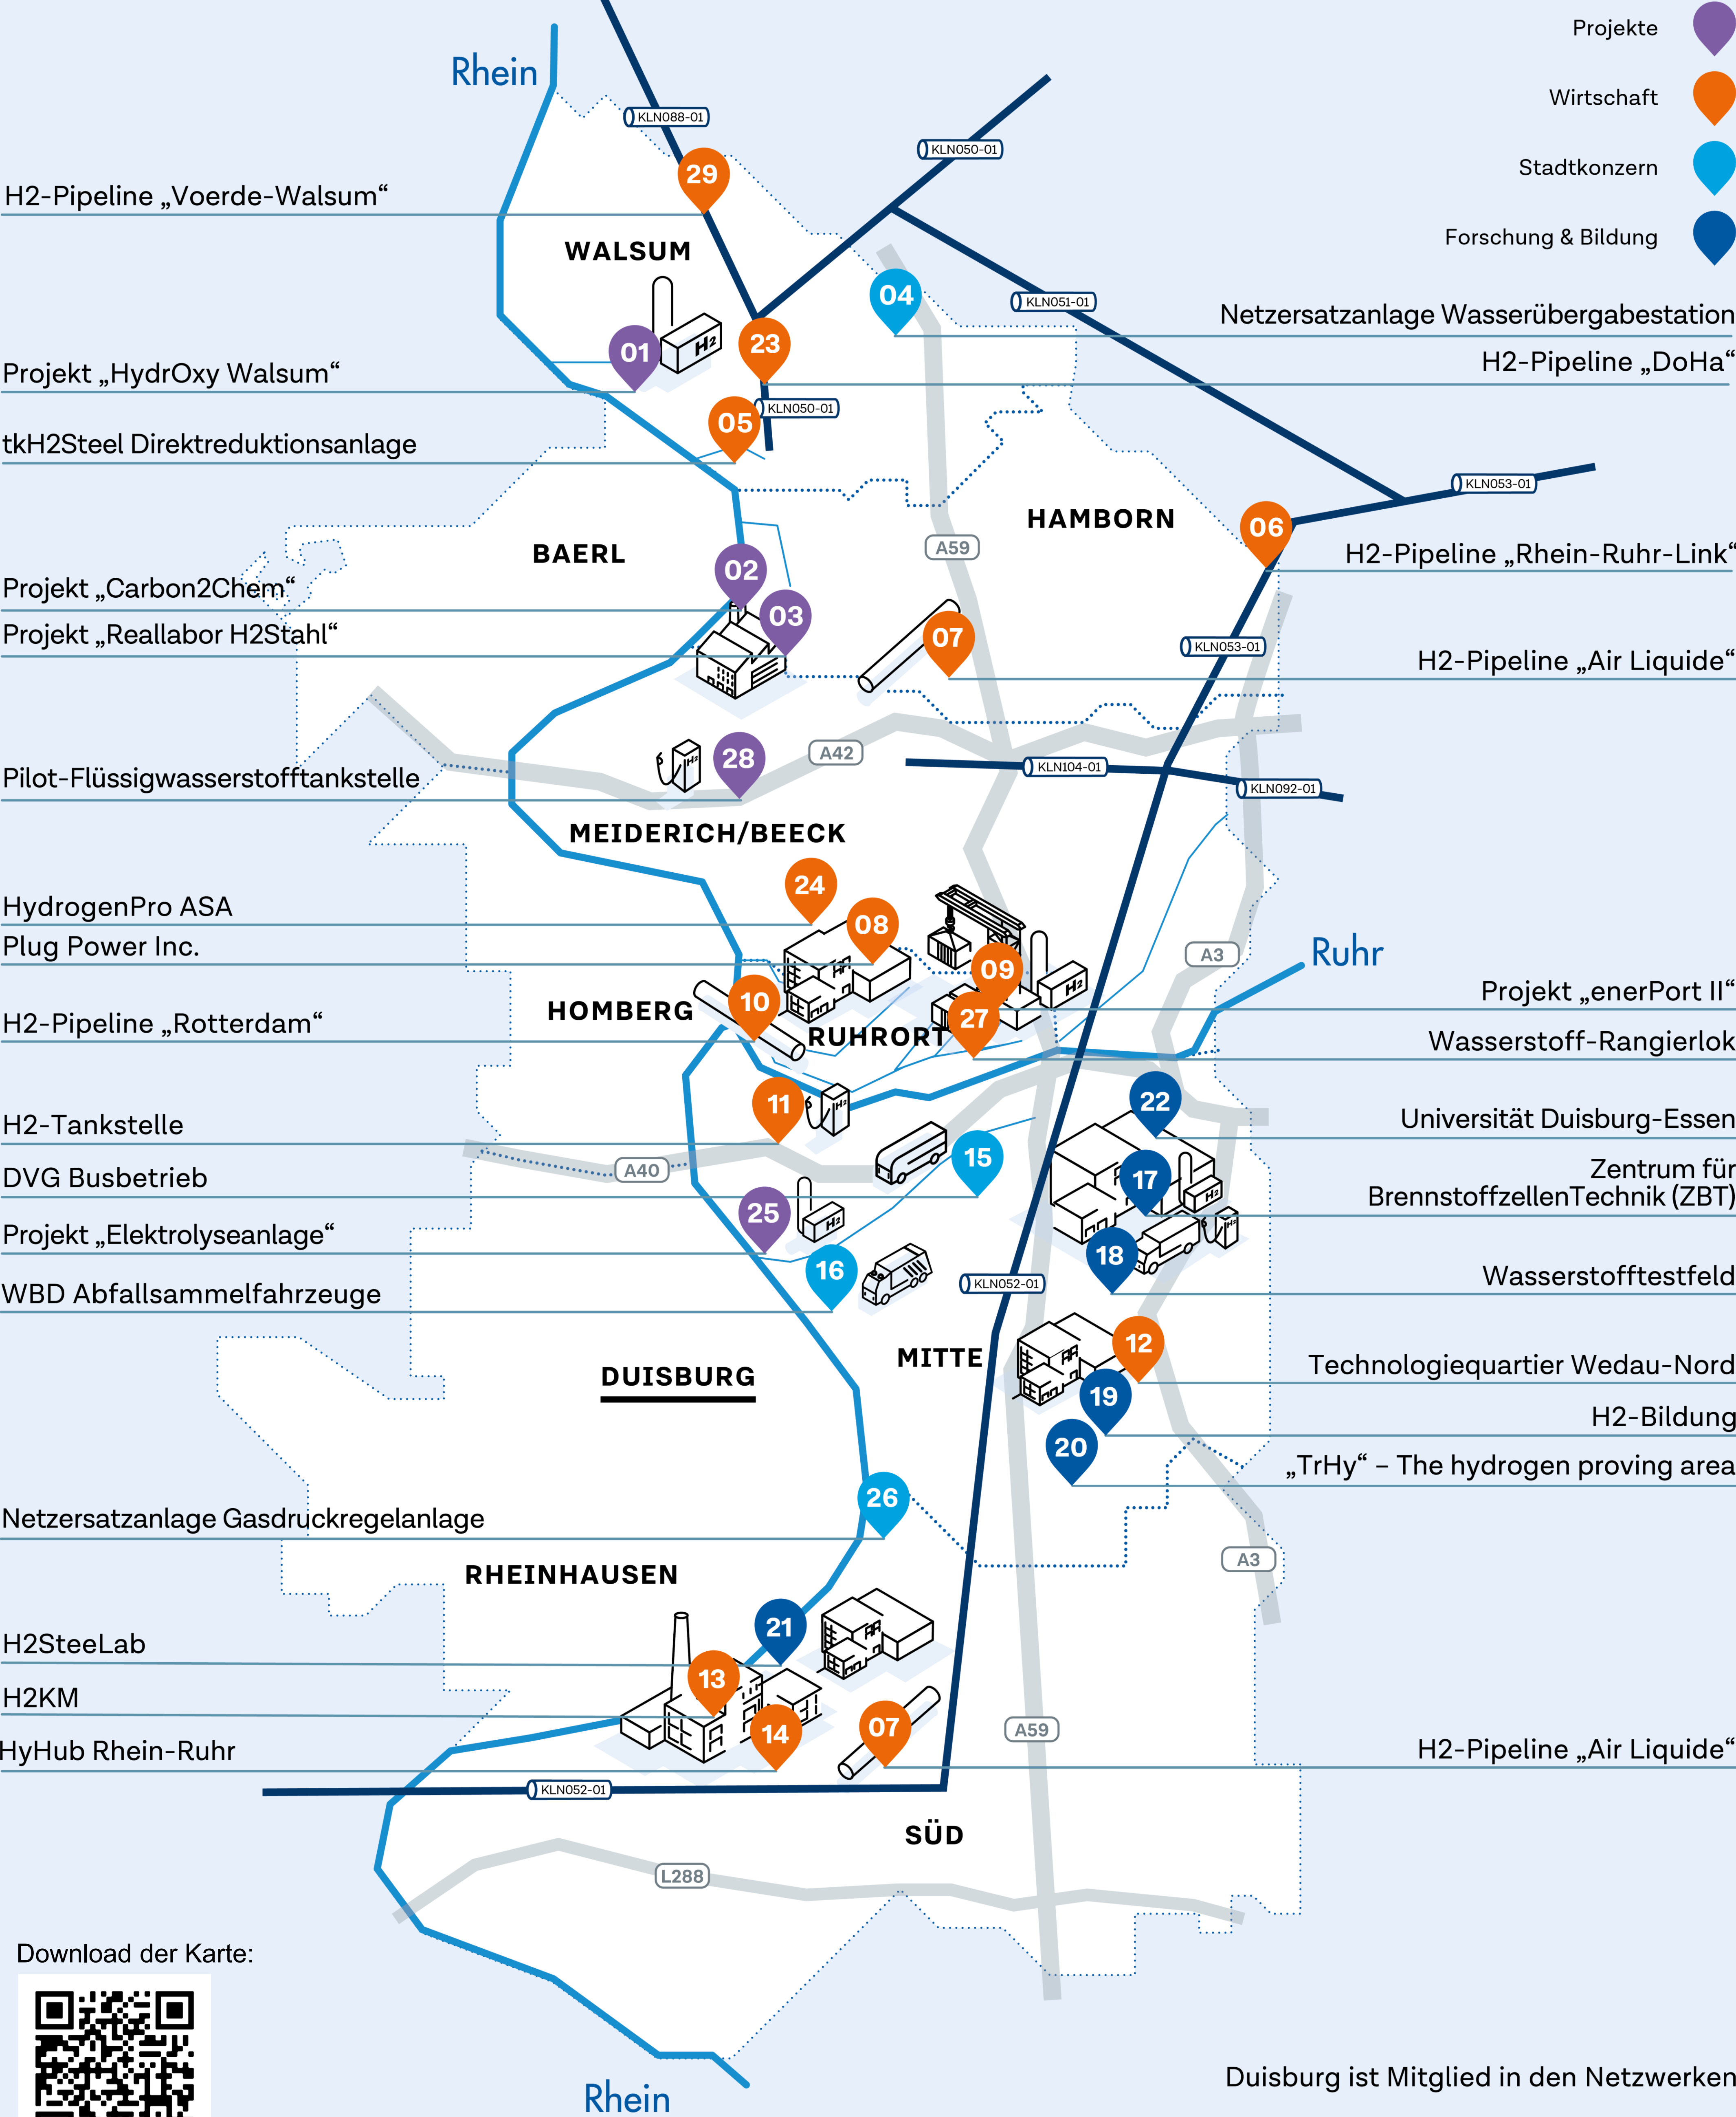 Projekte
Wirtschaft
Stadtkonzern
Forschung & Bildung
Rhein
KLN088-01
KLN050-01
29
H2-Pipeline „Voerde-Walsum“
WALSUM
04
KLN051-01
Netzersatzanlage Wasserübergabestation
H2
01
23
H2-Pipeline „DoHa“
Projekt „HydrOxy Walsum“
KLN050-01
05
tkH2Steel Direktreduktionsanlage
KLN053-01
HAMBORN
06
A59
BAERL
H2-Pipeline „Rhein-Ruhr-Link“
02
Projekt „Carbon2Chem“
03
Projekt „Reallabor H2Stahl“
07
KLN053-01
H2-Pipeline „Air Liquide“
A42
28
H2
KLN104-01
KLN092-01
Pilot-Flüssigwasserstofftankstelle
MEIDERICH/BEECK
24
HydrogenPro ASA
08
Plug Power Inc.
A3
Ruhr
09
H2
Projekt „enerPort II“
10
HOMBERG
27
H2-Pipeline „Rotterdam“
RUHRORT
Wasserstoff-Rangierlok
11
H2
22
H2-Tankstelle
Universität Duisburg-Essen
A40
15
DVG Busbetrieb
17
H2
Zentrum für
BrennstoffzellenTechnik (ZBT)
25
H2
Projekt „Elektrolyseanlage“
18
H2
16
KLN052-01
Wasserstofftestfeld
WBD Abfallsammelfahrzeuge
MITTE
12
Technologiequartier Wedau-Nord
DUISBURG
19
H2-Bildung
20
„TrHy“ – The hydrogen proving area
26
Netzersatzanlage Gasdruckregelanlage
A3
RHEINHAUSEN
21
H2SteeLab
13
H2KM
14
07
A59
HyHub Rhein-Ruhr
H2-Pipeline „Air Liquide“
KLN052-01
SÜD
L288
Download der Karte:
Duisburg ist Mitglied in den Netzwerken
Rhein